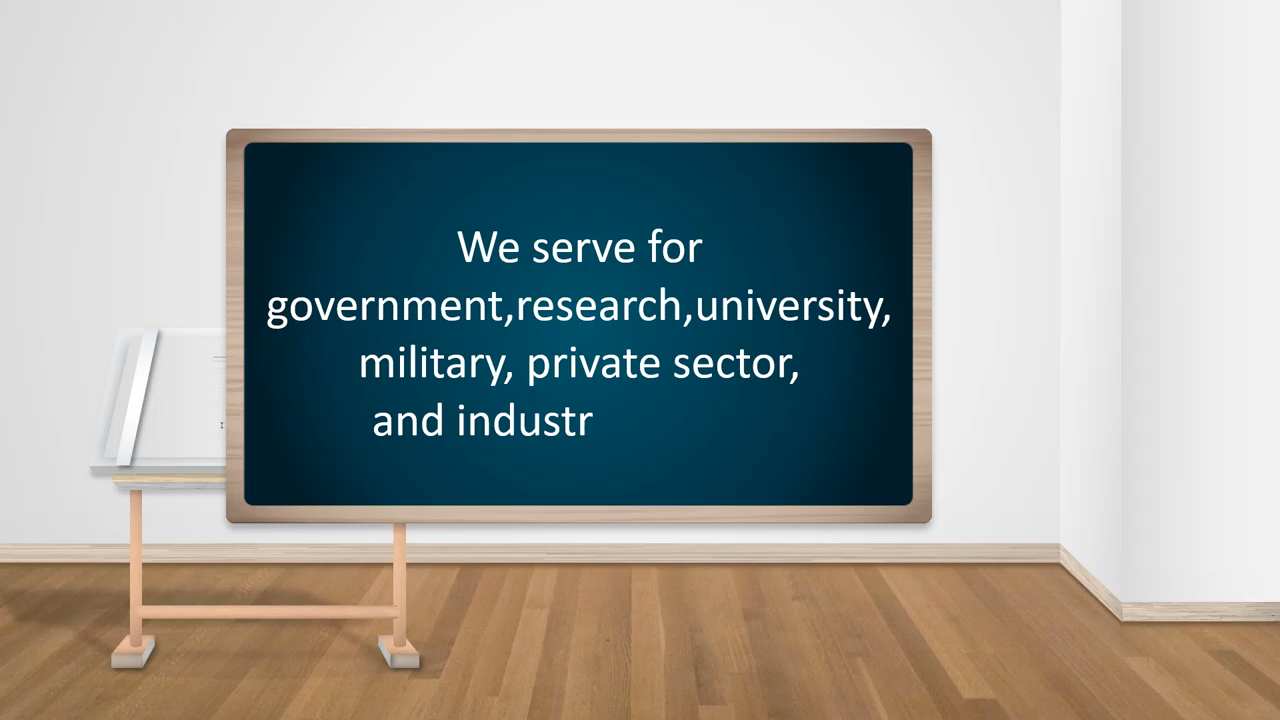 We serve for
government,research,university,
military, private sector,
and industr